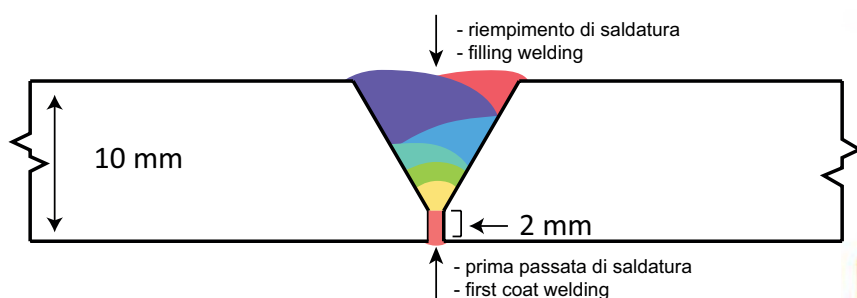 - riempimento di saldatura
- filling welding
10 mm
2 mm
- prima passata di saldatura
- first coat welding